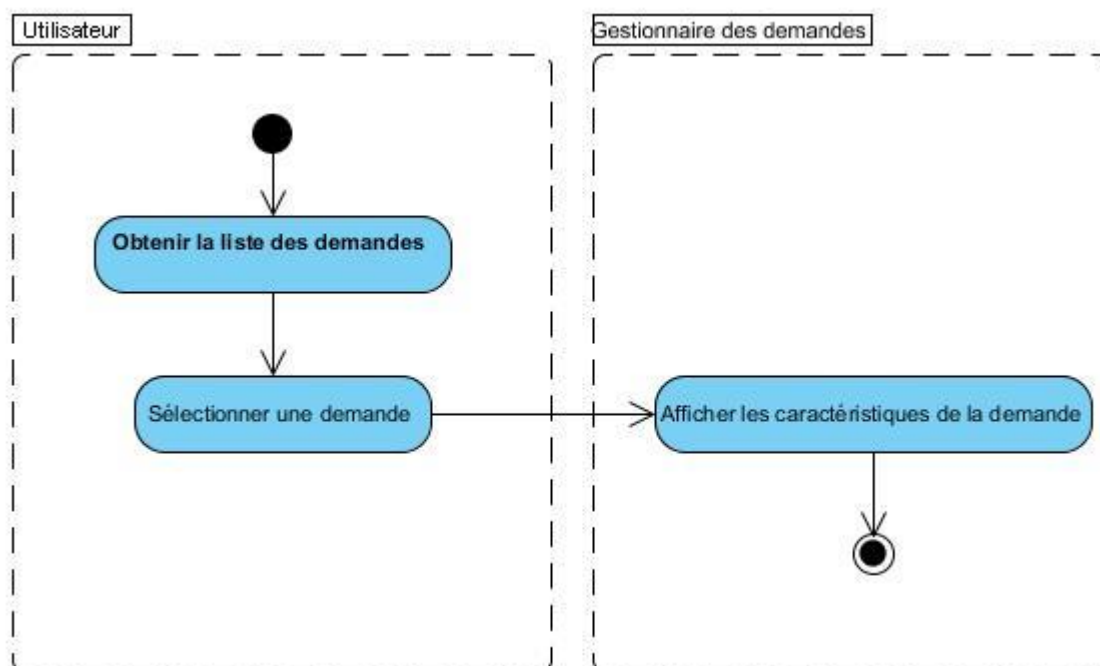 Utilisateur
Gestionnaire des demandes
Obtenir la liste des demandes
Sélectionner une demande
Afficher les caractéristiques de la demande